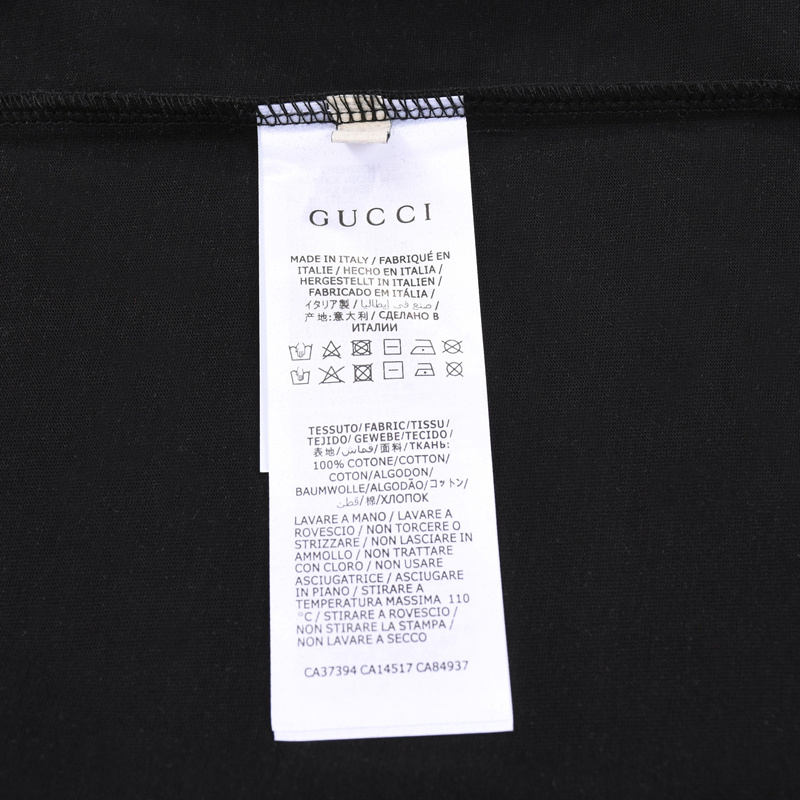 GUCCI
MADE IN ITALY / FABRIQUÉ EN
ITALIE / HECHO EN ITALIA /
HERGESTELLT IN ITALIEN /
FABRICADO EM ITÁLIA /
イタリア製 / صنع في إيطاليا /
产地:意大利 / СДЕЛАНО В
ИТАЛИИ
TESSUTO/ FABRIC/TISSU/
TEJIDO/ GEWEBE/TECIDO/
表地/قماش/面料/ТКАНЬ:
100% COTONE/COTTON/
COTON/ALGODON/
BAUMWOLLE/ALGODÃO/コットン/
قطن/棉/ХЛОПОК
LAVARE A MANO / LAVARE A
ROVESCIO / NON TORCERE O
STRIZZARE / NON LASCIARE IN
AMMOLLO / NON TRATTARE
CON CLORO / NON USARE
ASCIUGATRICE / ASCIUGARE
IN PIANO / STIRARE A
TEMPERATURA MASSIMA 110
°C / STIRARE A ROVESCIO /
NON STIRARE LA STAMPA /
NON LAVARE A SECCO
CA37394 CA14517 CA84937